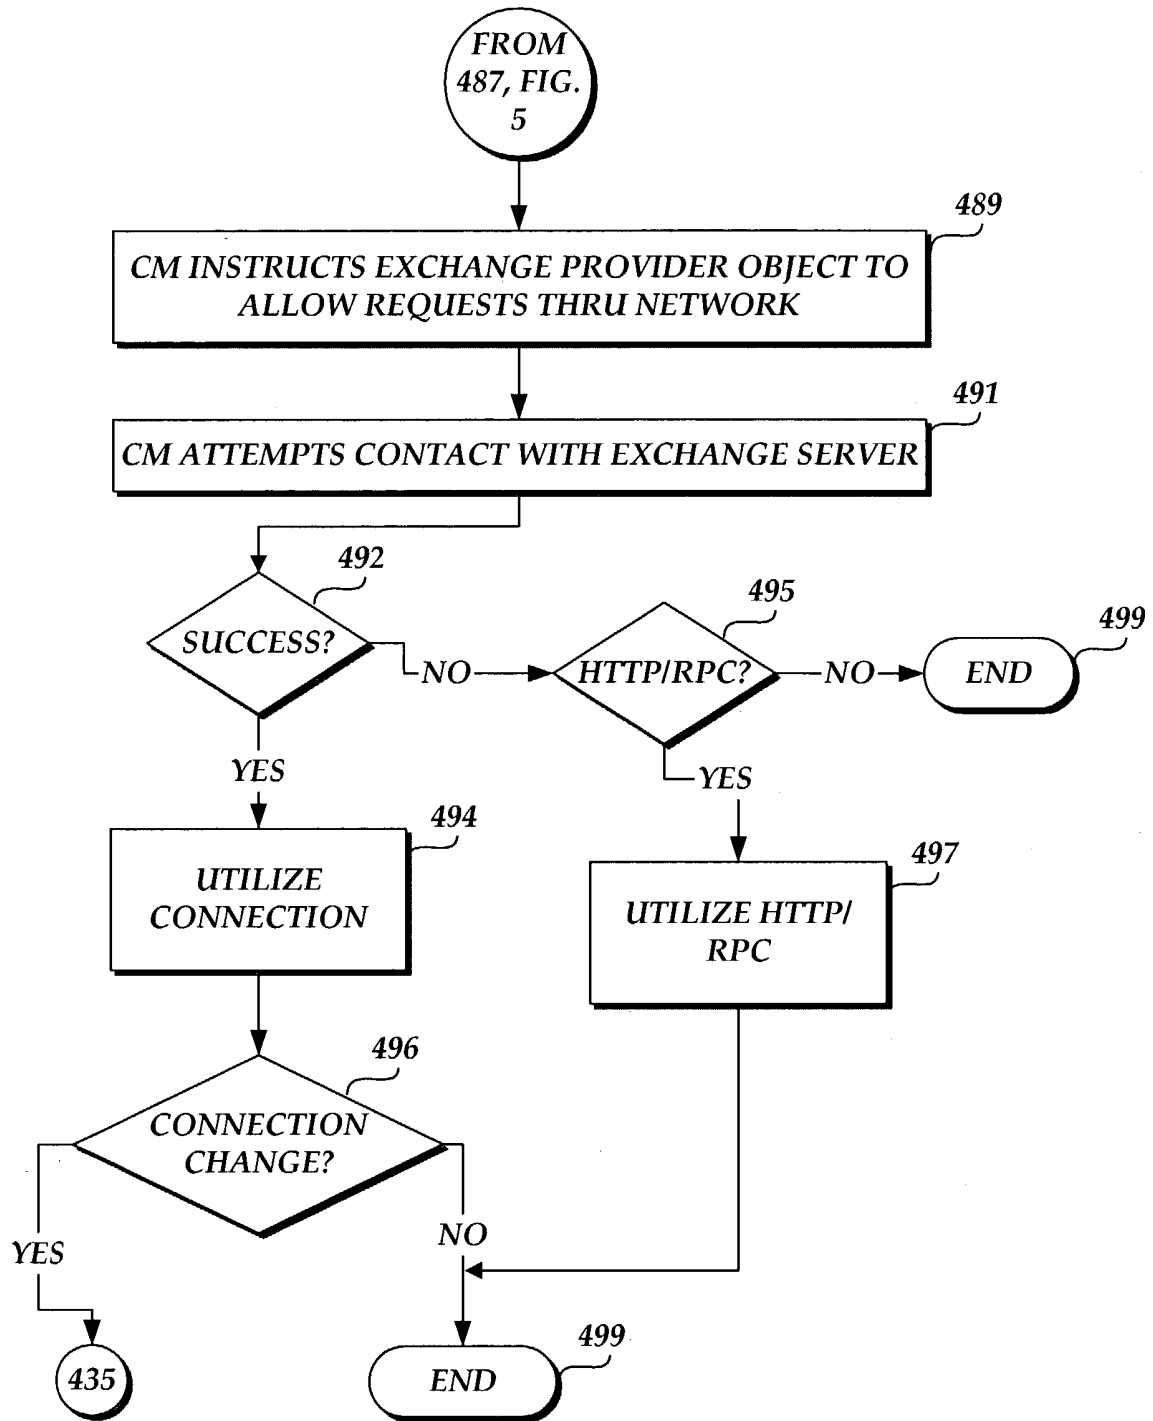 FROM
487, FIG.
5
489
CM INSTRUCTS EXCHANGE PROVIDER OBJECT TO
ALLOW REQUESTS THRU NETWORK
491
CM ATTEMPTS CONTACT WITH EXCHANGE SERVER
492
SUCCESS?
NO
495
HTTP/RPC?
NO
499
END
YES
YES
494
UTILIZE
CONNECTION
497
UTILIZE HTTP/
RPC
496
CONNECTION
CHANGE?
YES
NO
435
499
END